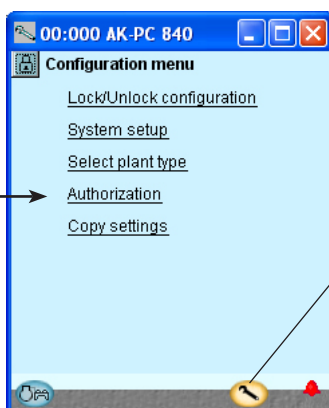 00:000 AK-PC 840
Configuration menu
Lock/Unlock configuration
System setup
Select plant type
Authorization
Copy settings